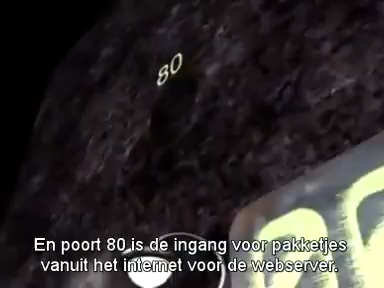 80
En poort 80 is de ingang voor pakketjes
vanuit het internet voor de webserver.